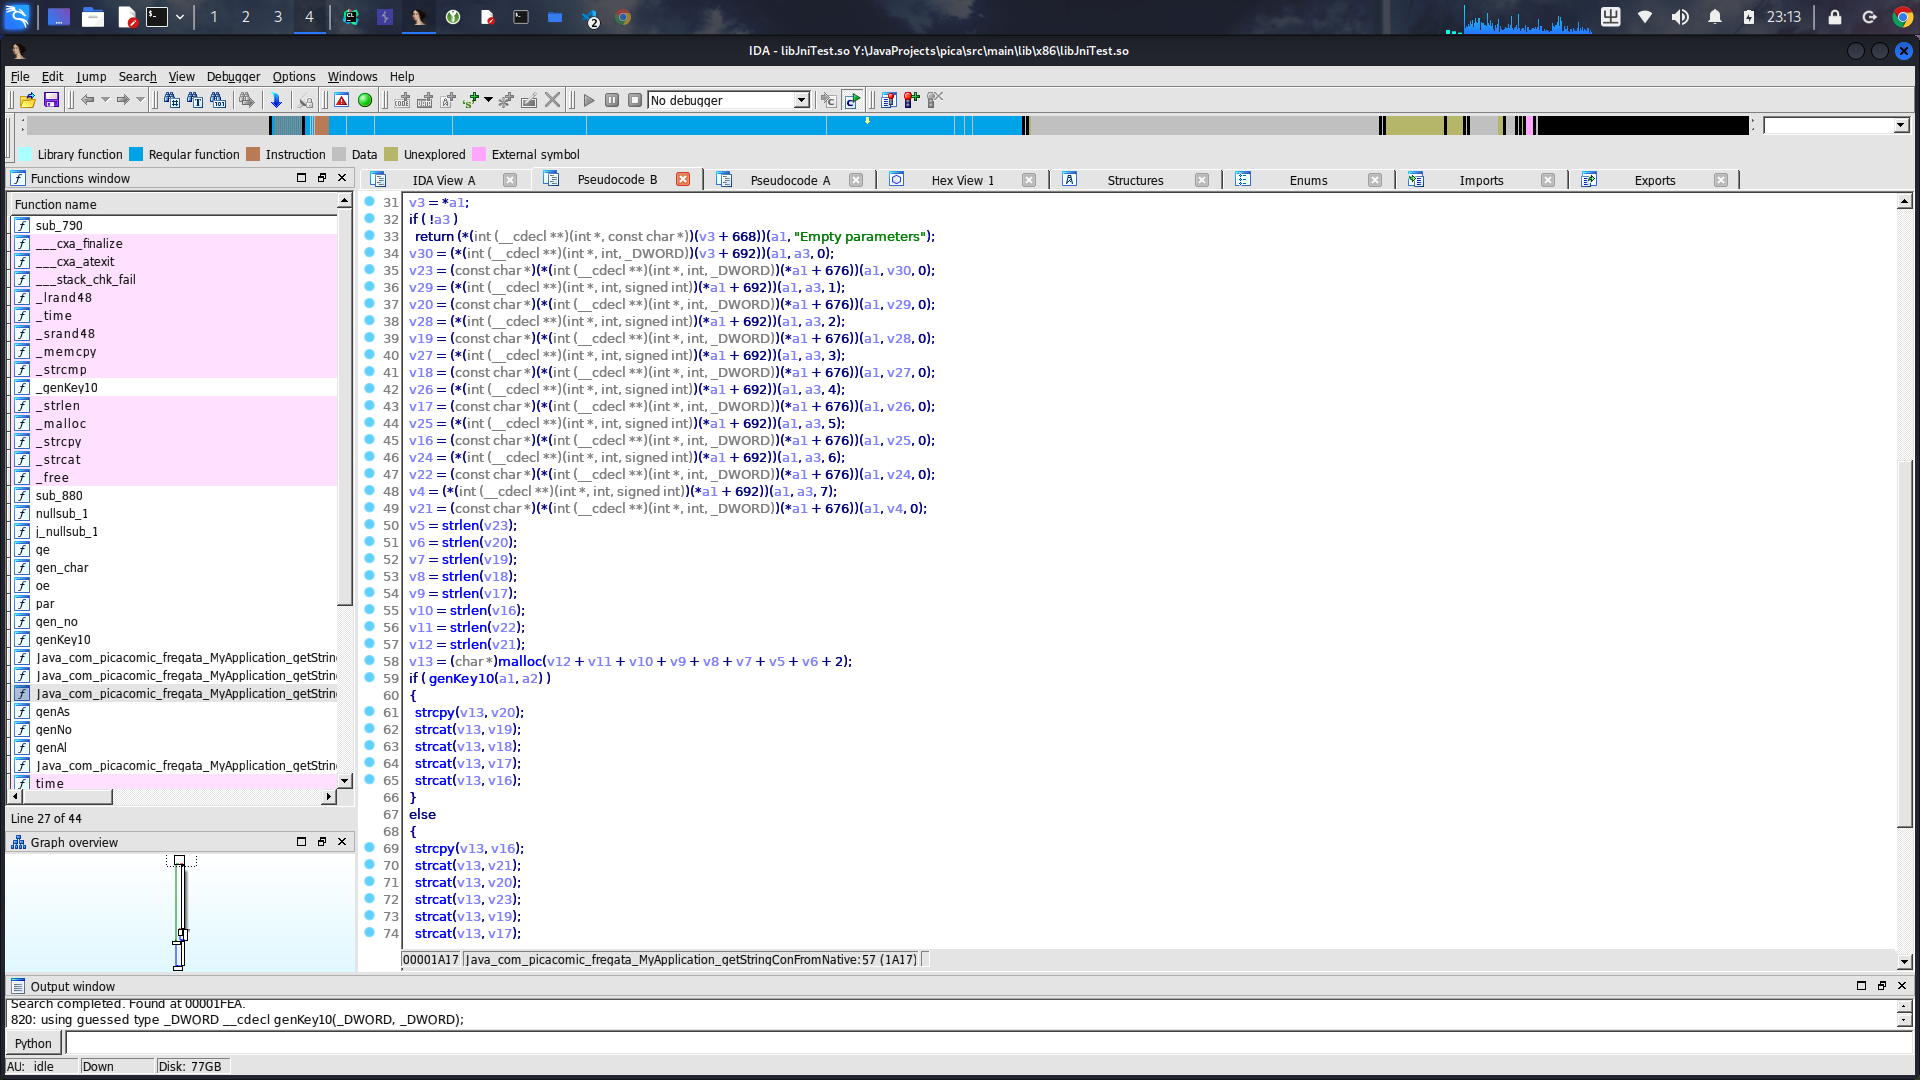 1 2 3 4 2 23:13
IDA - libJniTest.so Y:\JavaProjects\pica\src\main\lib\x86\libJniTest.so
File Edit Jump Search View Debugger Options Windows Help
No debugger
Library function Regular function Instruction Data Unexplored External symbol
Functions window
IDA View A Pseudocode B Pseudocode A Hex View 1 Structures Enums Imports Exports
Function name
sub_790
___cxa_finalize
___cxa_atexit
___stack_chk_fail
_lrand48
_time
_srand48
_memcpy
_strcmp
_genKey10
_strlen
_malloc
_strcpy
_strcat
_free
sub_880
nullsub_1
j_nullsub_1
ge
gen_char
oe
par
gen_no
genKey10
Java_com_picacomic_fregata_MyApplication_getStrin
Java_com_picacomic_fregata_MyApplication_getStrin
Java_com_picacomic_fregata_MyApplication_getStrin
genAs
genNo
genAl
Java_com_picacomic_fregata_MyApplication_getStrin
time
Line 27 of 44
Graph overview
31 v3 = *a1;
32 if ( !a3 )
33 return (*(int (__cdecl **)(int *, const char *))(v3 + 668))(a1, "Empty parameters");
34 v30 = (*(int (__cdecl **)(int *, int, _DWORD))(v3 + 692))(a1, a3, 0);
35 v23 = (const char *)(*(int (__cdecl **)(int *, int, _DWORD))(*a1 + 676))(a1, v30, 0);
36 v29 = (*(int (__cdecl **)(int *, int, signed int))(*a1 + 692))(a1, a3, 1);
37 v20 = (const char *)(*(int (__cdecl **)(int *, int, _DWORD))(*a1 + 676))(a1, v29, 0);
38 v28 = (*(int (__cdecl **)(int *, int, signed int))(*a1 + 692))(a1, a3, 2);
39 v19 = (const char *)(*(int (__cdecl **)(int *, int, _DWORD))(*a1 + 676))(a1, v28, 0);
40 v27 = (*(int (__cdecl **)(int *, int, signed int))(*a1 + 692))(a1, a3, 3);
41 v18 = (const char *)(*(int (__cdecl **)(int *, int, _DWORD))(*a1 + 676))(a1, v27, 0);
42 v26 = (*(int (__cdecl **)(int *, int, signed int))(*a1 + 692))(a1, a3, 4);
43 v17 = (const char *)(*(int (__cdecl **)(int *, int, _DWORD))(*a1 + 676))(a1, v26, 0);
44 v25 = (*(int (__cdecl **)(int *, int, signed int))(*a1 + 692))(a1, a3, 5);
45 v16 = (const char *)(*(int (__cdecl **)(int *, int, _DWORD))(*a1 + 676))(a1, v25, 0);
46 v24 = (*(int (__cdecl **)(int *, int, signed int))(*a1 + 692))(a1, a3, 6);
47 v22 = (const char *)(*(int (__cdecl **)(int *, int, _DWORD))(*a1 + 676))(a1, v24, 0);
48 v4 = (*(int (__cdecl **)(int *, int, signed int))(*a1 + 692))(a1, a3, 7);
49 v21 = (const char *)(*(int (__cdecl **)(int *, int, _DWORD))(*a1 + 676))(a1, v4, 0);
50 v5 = strlen(v23);
51 v6 = strlen(v20);
52 v7 = strlen(v19);
53 v8 = strlen(v18);
54 v9 = strlen(v17);
55 v10 = strlen(v16);
56 v11 = strlen(v22);
57 v12 = strlen(v21);
58 v13 = (char *)malloc(v12 + v11 + v10 + v9 + v8 + v7 + v5 + v6 + 2);
59 if ( genKey10(a1, a2) )
60 {
61 strcpy(v13, v20);
62 strcat(v13, v19);
63 strcat(v13, v18);
64 strcat(v13, v17);
65 strcat(v13, v16);
66 }
67 else
68 {
69 strcpy(v13, v16);
70 strcat(v13, v21);
71 strcat(v13, v20);
72 strcat(v13, v23);
73 strcat(v13, v19);
74 strcat(v13, v17);
00001A17 Java_com_picacomic_fregata_MyApplication_getStringConFromNative:57 (1A17)
Output window
Search completed. Found at 00001FEA.
820: using guessed type _DWORD __cdecl genKey10(_DWORD, _DWORD);
Python
AU: idle Down Disk: 77GB